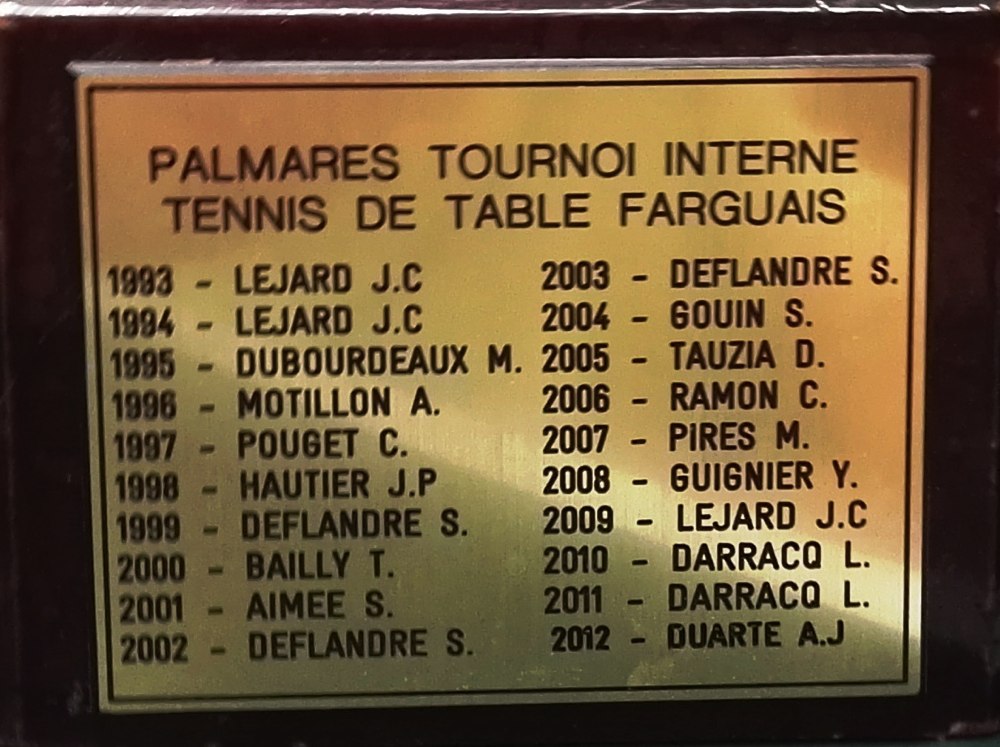 PALMARES TOURNOI INTERNE
TENNIS DE TABLE FARGUAIS
1993 - LEJARD J.C
1994 - LEJARD J.C
1995 - DUBOURDEAUX M.
1996 - MOTILLON A.
1997 - POUGET C.
1998 - HAUTIER J.P
1999 - DEFLANDRE S.
2000 - BAILLY T.
2001 - AIMEE S.
2002 - DEFLANDRE S.
2003 - DEFLANDRE S.
2004 - GOUIN S.
2005 - TAUZIA D.
2006 - RAMON C.
2007 - PIRES M.
2008 - GUIGNIER Y.
2009 - LEJARD J.C
2010 - DARRACQ L.
2011 - DARRACQ L.
2012 - DUARTE A.J